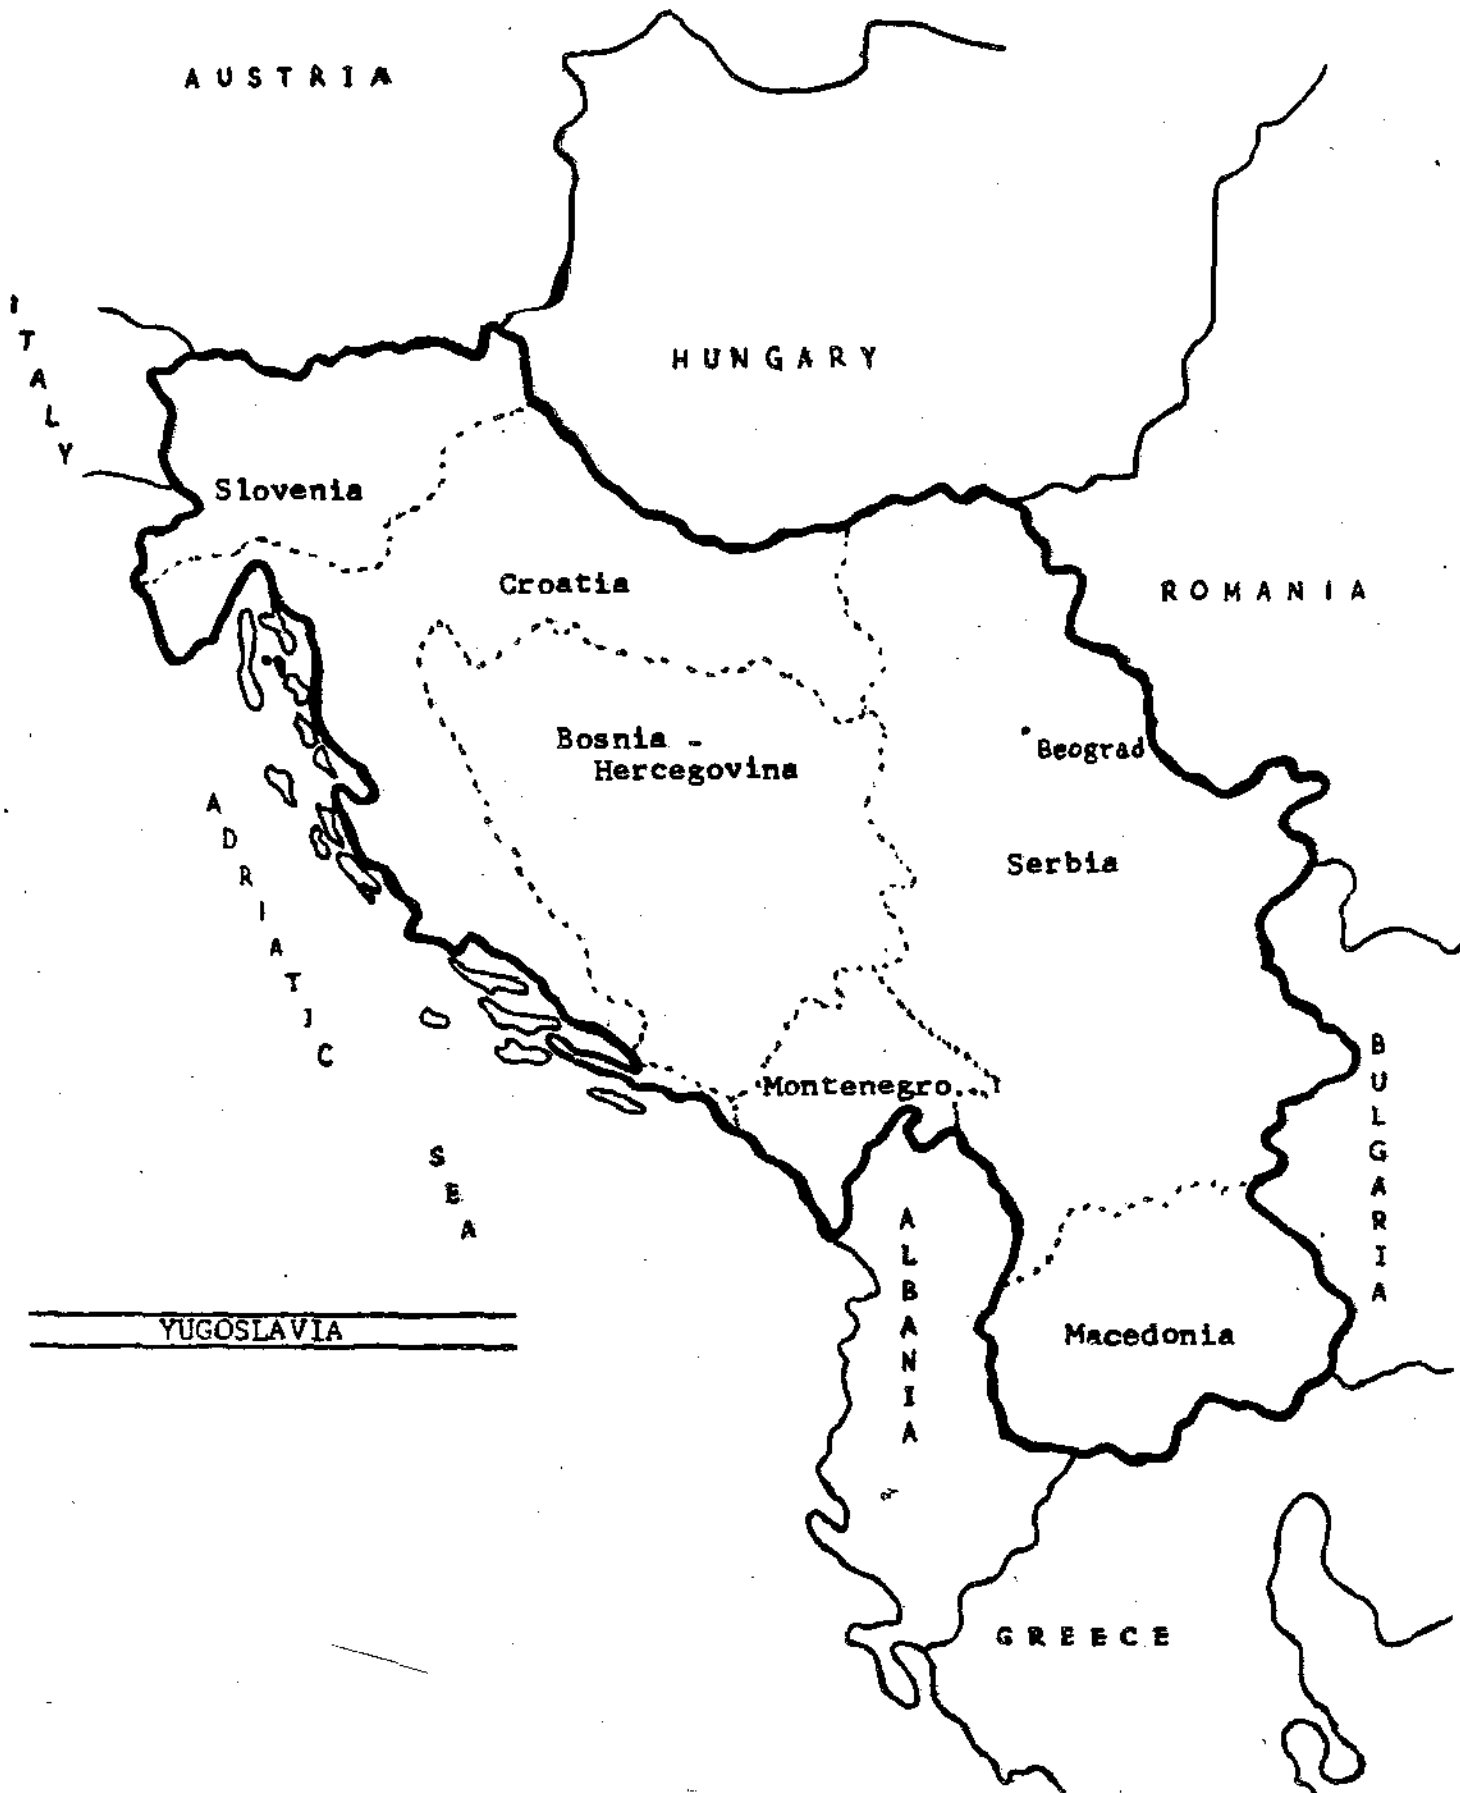 AUSTRIA
ITALY
HUNGARY
Slovenia
Croatia
ROMANIA
Bosnia -
Hercegovina
Beograd
ADRIATIC
SEA
Serbia
Montenegro
BULGARIA
ALBANIA
YUGOSLAVIA
Macedonia
GREECE